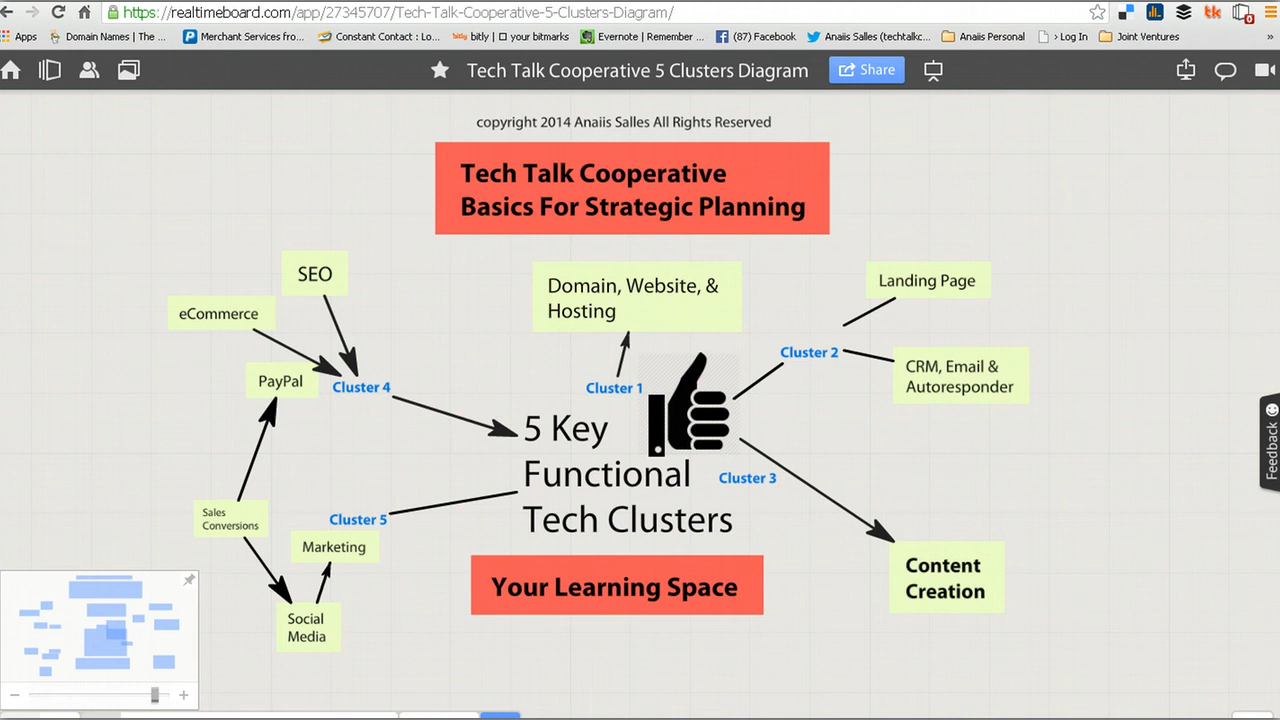 https://realtimeboard.com/app/27345707/Tech-Talk-Cooperative-5-Clusters-Diagram/
Apps Domain Names | The ... Merchant Services fro... Constant Contact : Lo... bitly | bitly | your bitmarks Evernote | Remember ... (87) Facebook Anaiis Salles (techtalkc... Anaiis Personal > Log In Joint Ventures »
Tech Talk Cooperative 5 Clusters Diagram Share
copyright 2014 Anaiis Salles All Rights Reserved
Tech Talk Cooperative
Basics For Strategic Planning
SEO
eCommerce
PayPal
Cluster 4
Domain, Website, &
Hosting
Cluster 1
Landing Page
Cluster 2
CRM, Email &
Autoresponder
5 Key
Functional
Tech Clusters
Cluster 3
Sales
Conversions
Cluster 5
Marketing
Social
Media
Content
Creation
Your Learning Space
Feedback